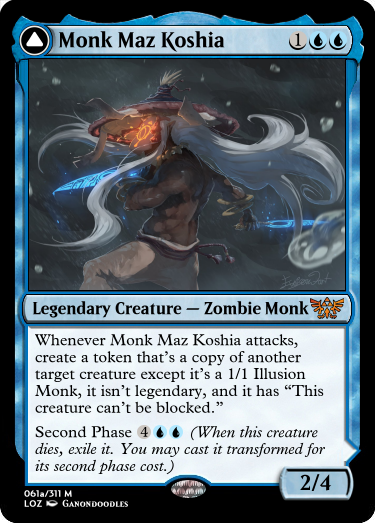 Monk Maz Koshia 1
Legendary Creature — Zombie Monk
Whenever Monk Maz Koshia attacks,
create a token that's a copy of another
target creature except it's a 1/1 Illusion
Monk, it isn't legendary, and it has “This
creature can't be blocked.”
Second Phase 4 (When this creature
dies, exile it. You may cast it transformed for
its second phase cost.)
2/4
061a/311 M
LOZ Ganondoodles